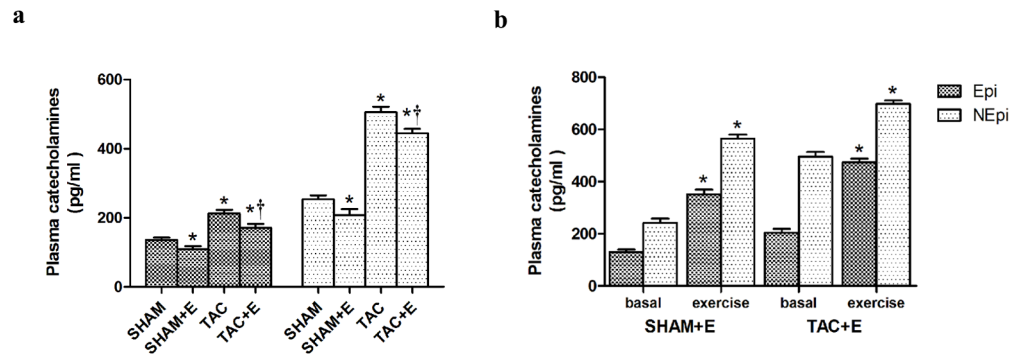 a
Plasma catecholamines
(pg/ml )
600
400
200
0
*
*
*†
*
*
*†
SHAM
SHAM+E
TAC
TAC+E
SHAM
SHAM+E
TAC
TAC+E
b
Plasma catecholamines
(pg/ml )
800
600
400
200
0
*
*
*
*
basal
exercise
basal
exercise
SHAM+E
TAC+E
Epi
NEpi